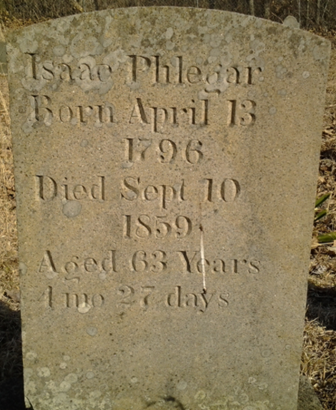 Isaac Phlegar
Born April 13
1796
Died Sept 10
1859
Aged 63 Years
4 mo 27 days